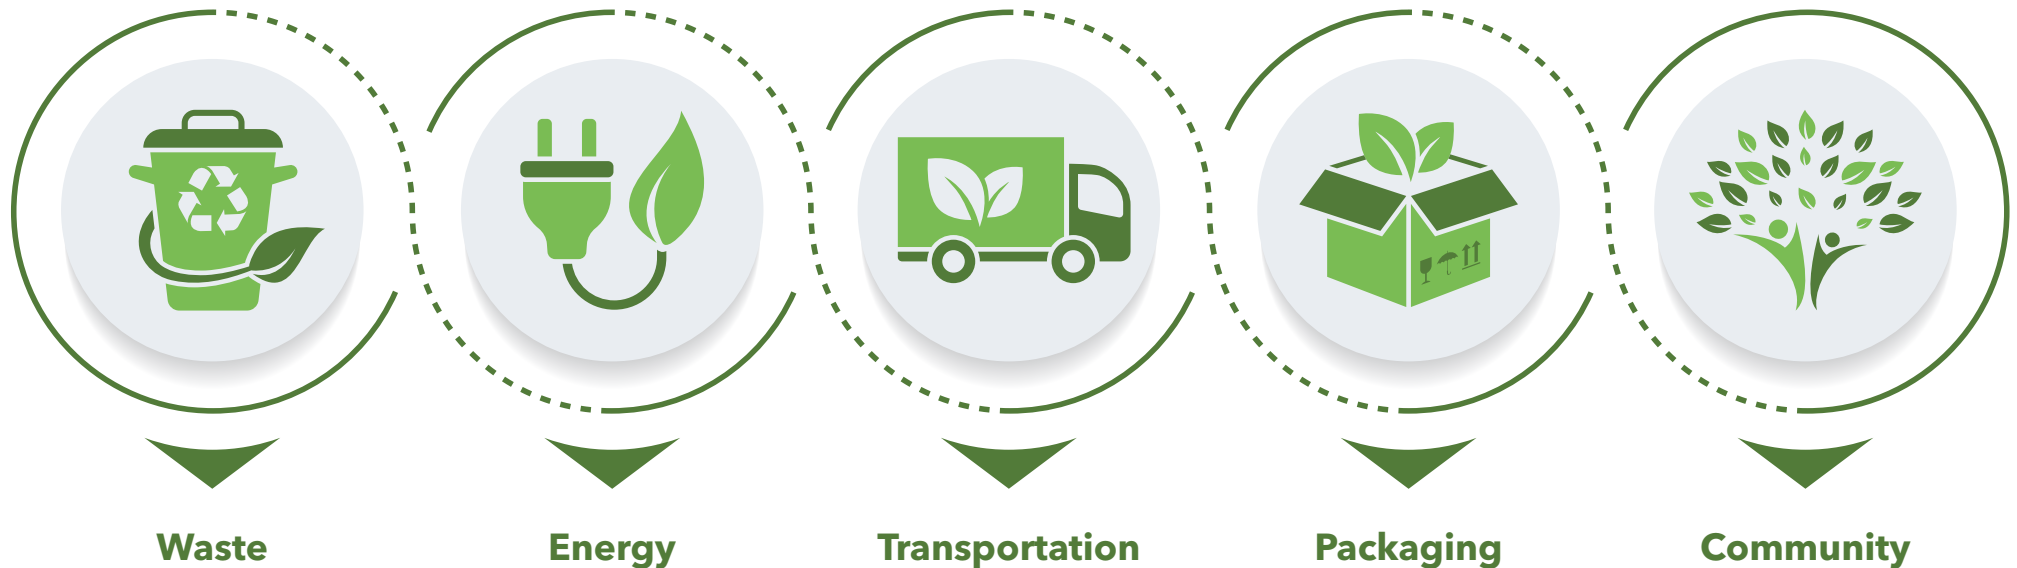 Waste
Energy
Transportation
Packaging
Community